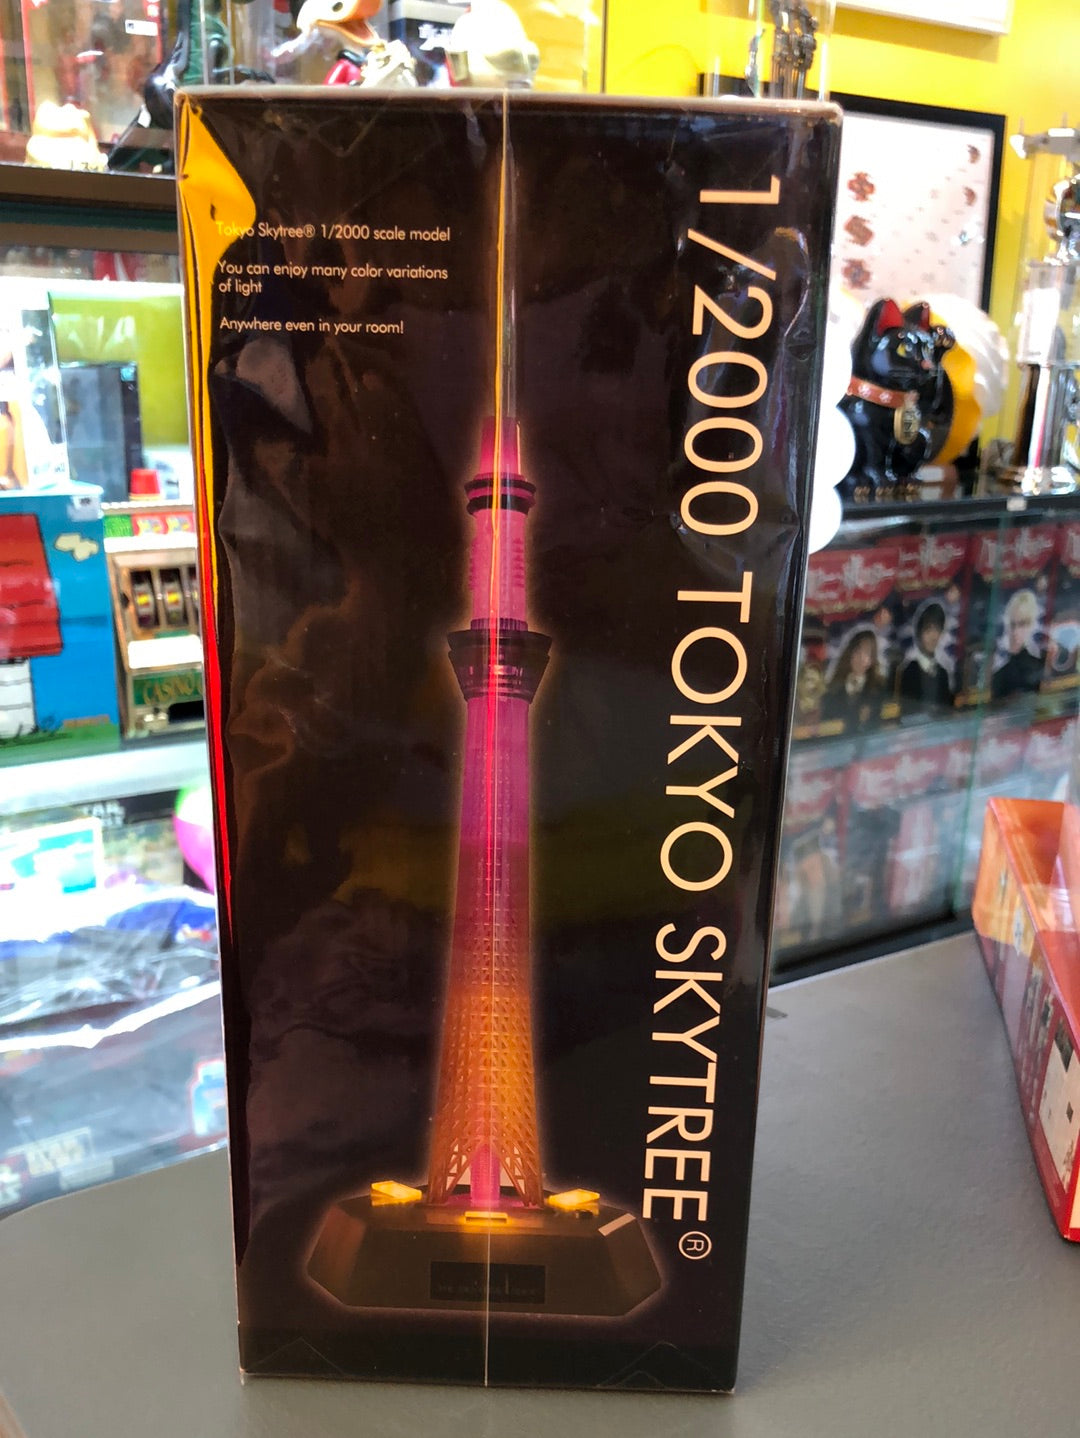 Tokyo Skytree® 1/2000 scale model
You can enjoy many color variations
of light
Anywhere even in your room!
1/2000 TOKYO SKYTREE®
CASINO